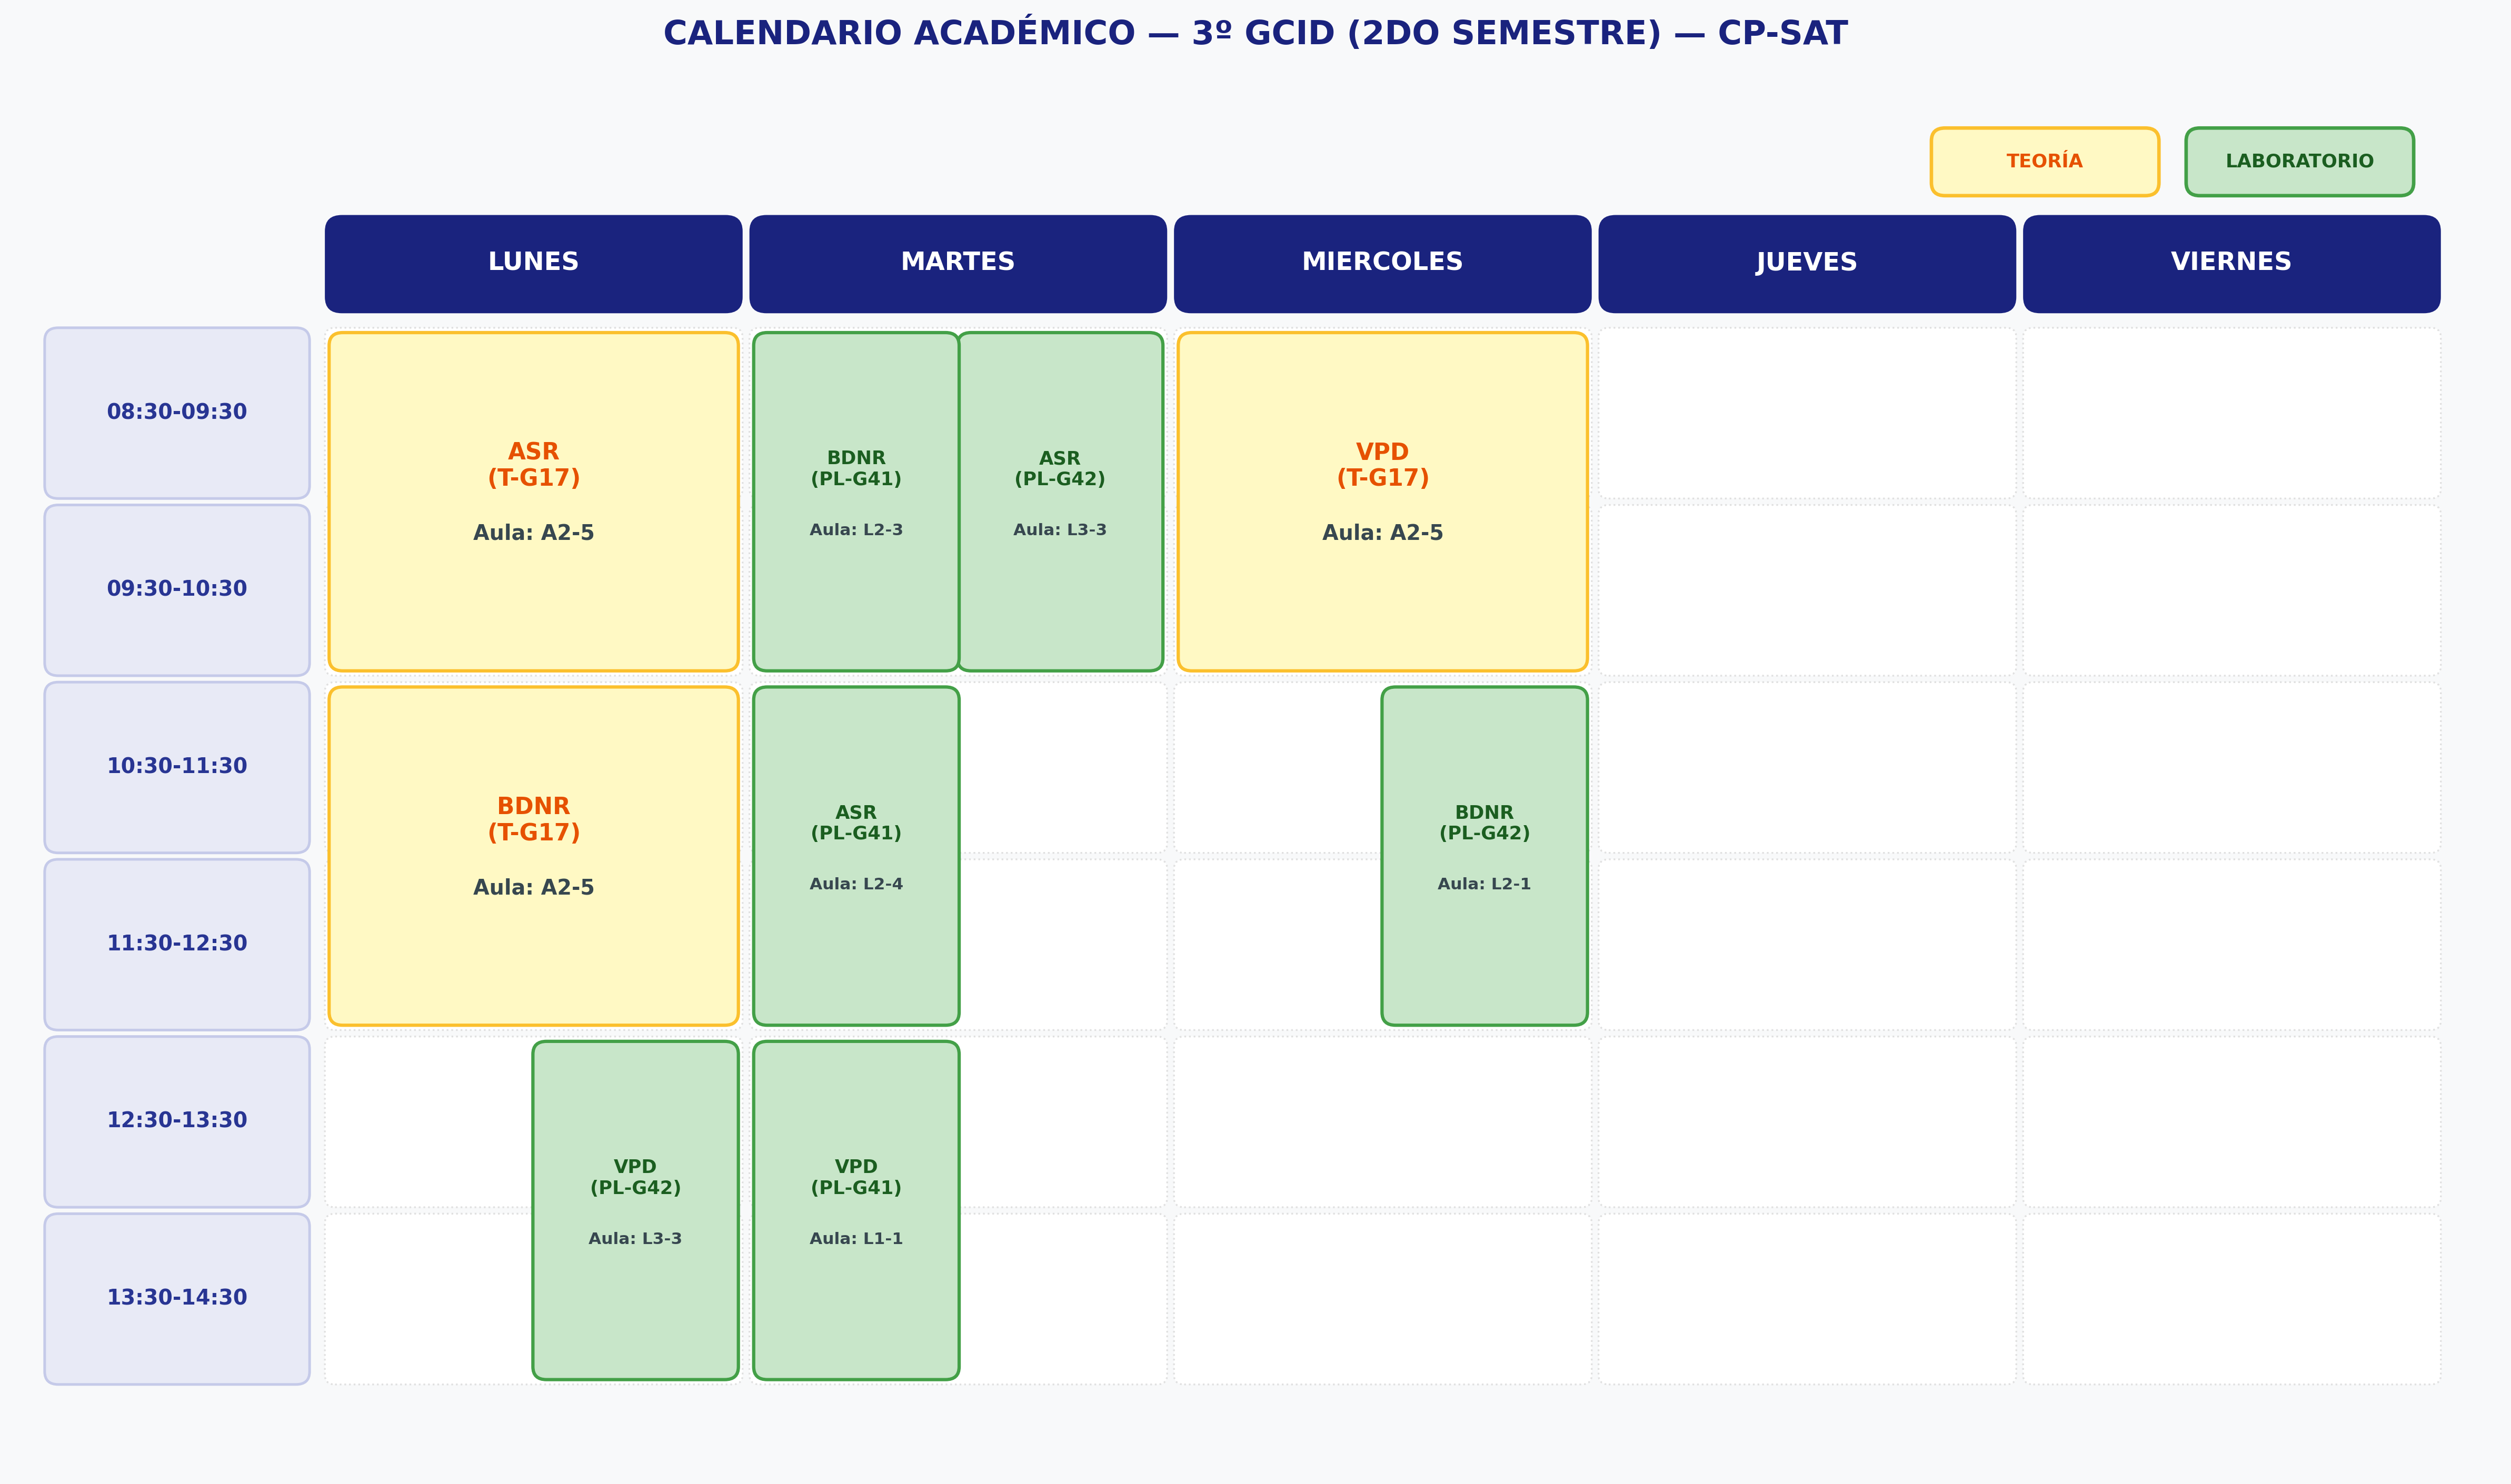 CALENDARIO ACADÉMICO — 3º GCID (2DO SEMESTRE) — CP-SAT
TEORÍA
LABORATORIO
LUNES
MARTES
MIERCOLES
JUEVES
VIERNES
08:30-09:30
ASR
(T-G17)
Aula: A2-5
BDNR
(PL-G41)
Aula: L2-3
ASR
(PL-G42)
Aula: L3-3
VPD
(T-G17)
Aula: A2-5
09:30-10:30
10:30-11:30
BDNR
(T-G17)
Aula: A2-5
ASR
(PL-G41)
Aula: L2-4
BDNR
(PL-G42)
Aula: L2-1
11:30-12:30
12:30-13:30
VPD
(PL-G42)
Aula: L3-3
VPD
(PL-G41)
Aula: L1-1
13:30-14:30